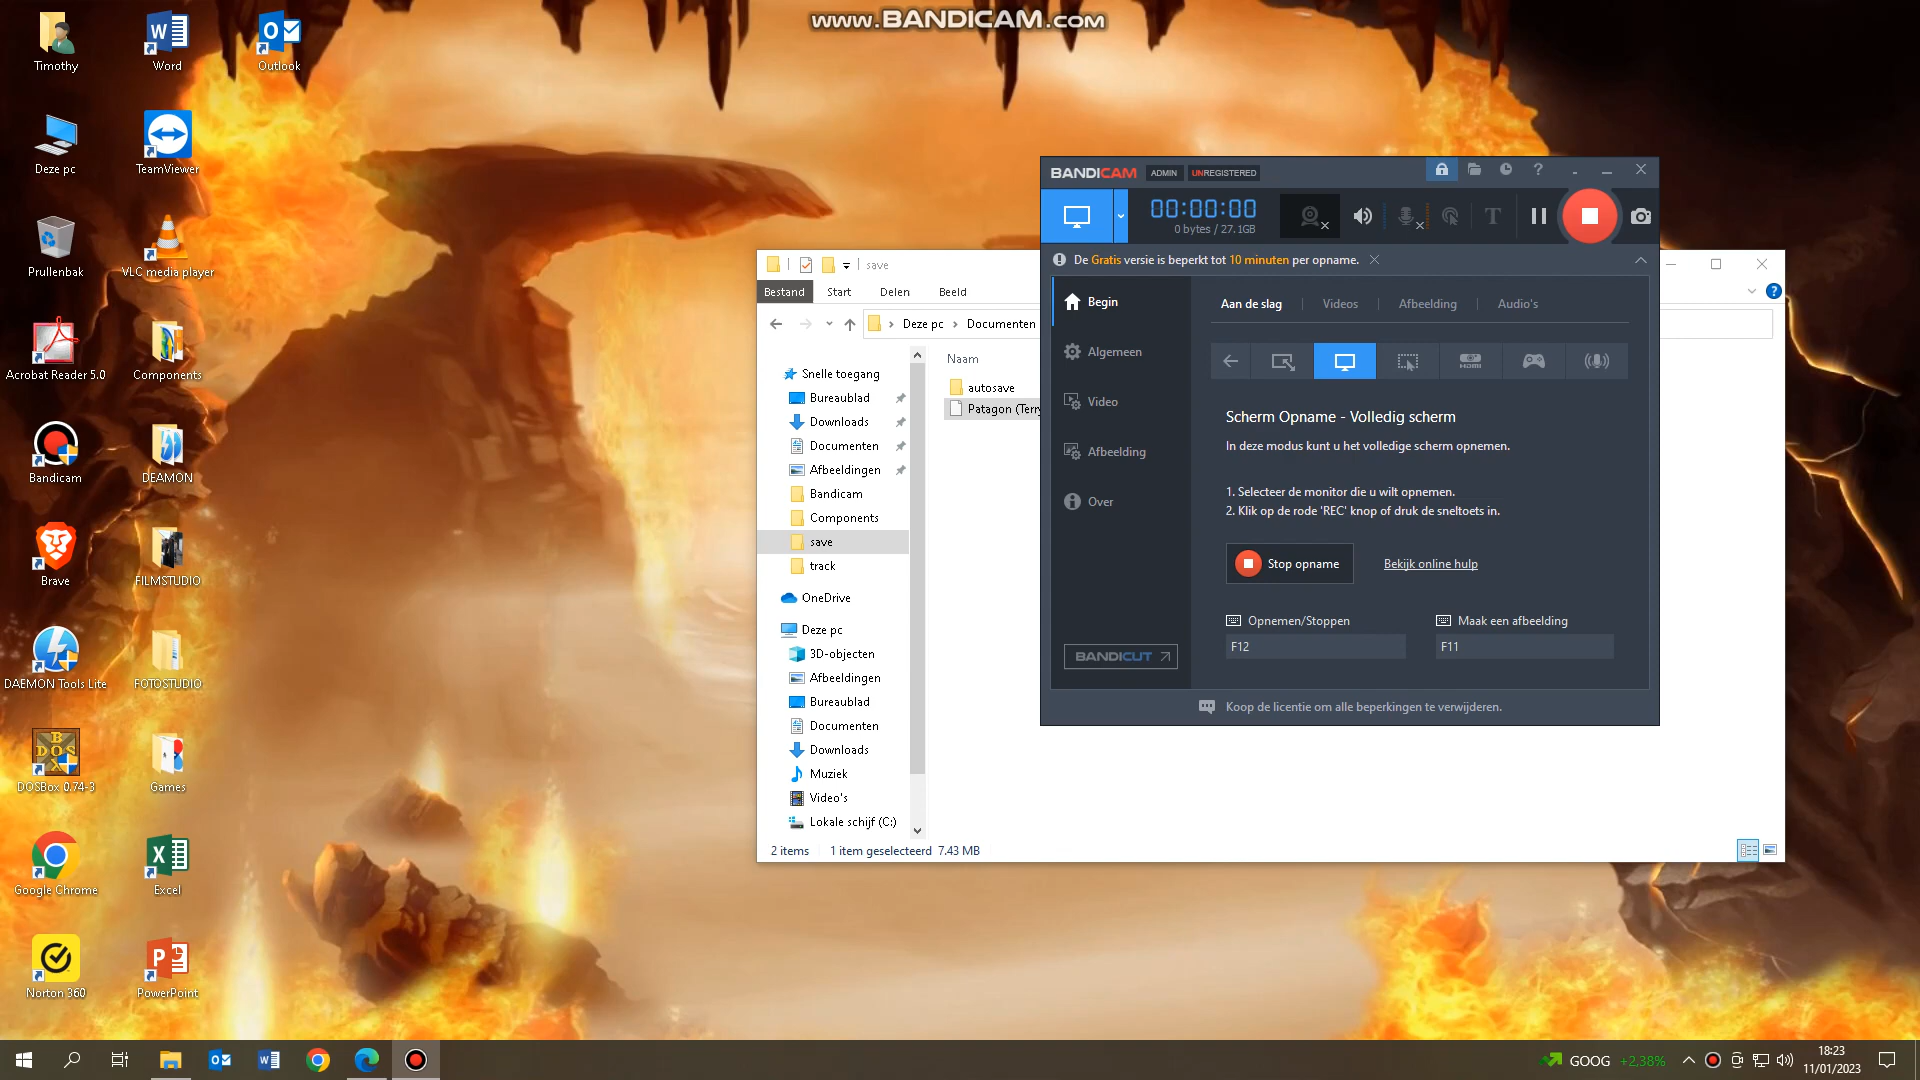 www.BANDICAM.com
Timothy
Word
Outlook
Deze pc
TeamViewer
Prullenbak
VLC media player
Acrobat Reader 5.0
Components
Bandicam
DEAMON
Brave
FILMSTUDIO
DAEMON Tools Lite
FOTOSTUDIO
DOSBox 0.74-3
Games
Google Chrome
Excel
Norton 360
PowerPoint
save
Bestand
Start
Delen
Beeld
Deze pc
Documenten
Naam
autosave
Patagon (Terry
Snelle toegang
Bureaublad
Downloads
Documenten
Afbeeldingen
Bandicam
Components
save
track
OneDrive
Deze pc
3D-objecten
Afbeeldingen
Bureaublad
Documenten
Downloads
Muziek
Video's
Lokale schijf (C:)
2 items
1 item geselecteerd 7.43 MB
BANDICAM
ADMIN
UNREGISTERED
00:00:00
0 bytes / 27.1GB
De Gratis versie is beperkt tot 10 minuten per opname.
Begin
Algemeen
Video
Afbeelding
Over
BANDICUT
Aan de slag
Videos
Afbeelding
Audio's
HDMI
Scherm Opname - Volledig scherm
In deze modus kunt u het volledige scherm opnemen.
1. Selecteer de monitor die u wilt opnemen.
2. Klik op de rode 'REC' knop of druk de sneltoets in.
Stop opname
Bekijk online hulp
Opnemen/Stoppen
Maak een afbeelding
F12
F11
Koop de licentie om alle beperkingen te verwijderen.
GOOG +2,38%
18:23
11/01/2023